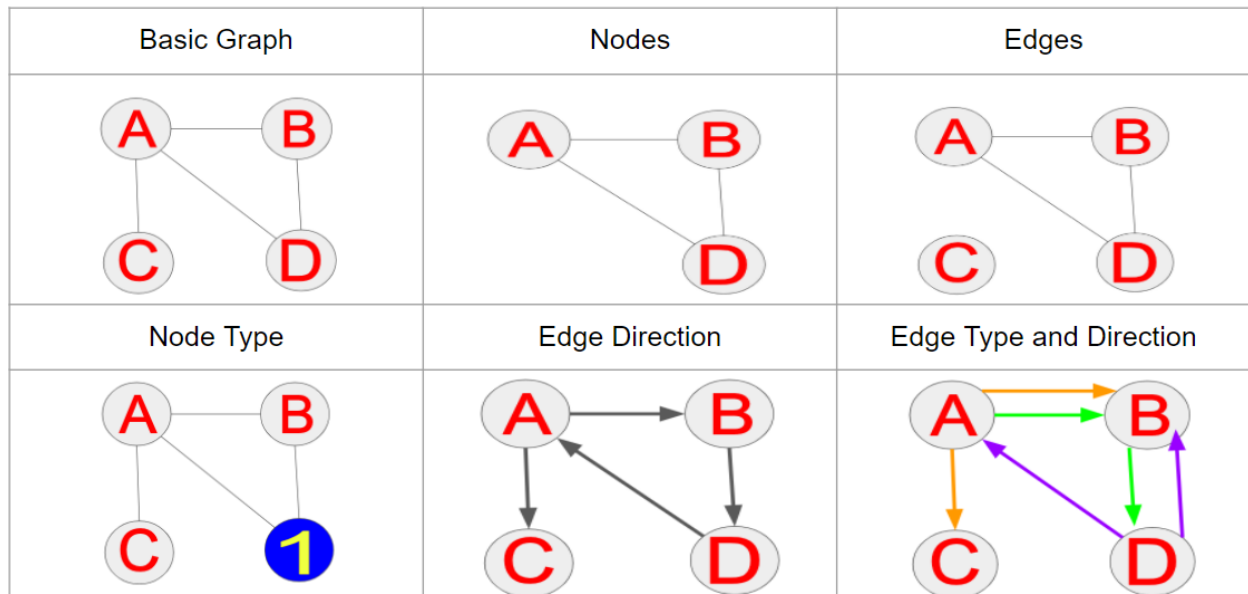 Basic Graph
Nodes
Edges
A B
C D
A B
D
A B
C D
Node Type
Edge Direction
Edge Type and Direction
A B
C 1
A B
C D
A B
C D